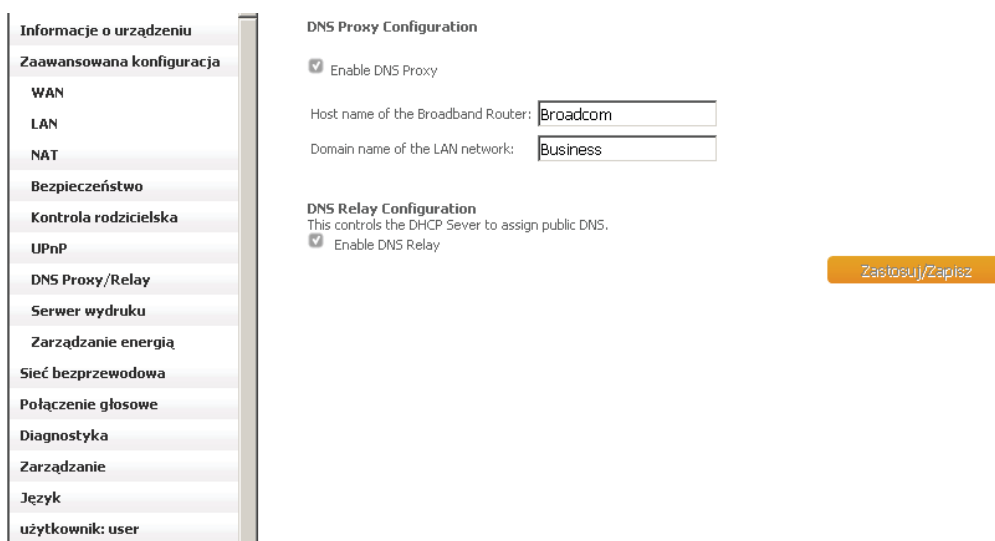 Informacje o urządzeniu
Zaawansowana konfiguracja
WAN
LAN
NAT
Bezpieczeństwo
Kontrola rodzicielska
UPnP
DNS Proxy/Relay
Serwer wydruku
Zarządzanie energią
Sieć bezprzewodowa
Połączenie głosowe
Diagnostyka
Zarządzanie
Język
użytkownik: user
DNS Proxy Configuration
Enable DNS Proxy
Host name of the Broadband Router: Broadcom
Domain name of the LAN network: Business
DNS Relay Configuration
This controls the DHCP Sever to assign public DNS.
Enable DNS Relay
Zastosuj/Zapisz